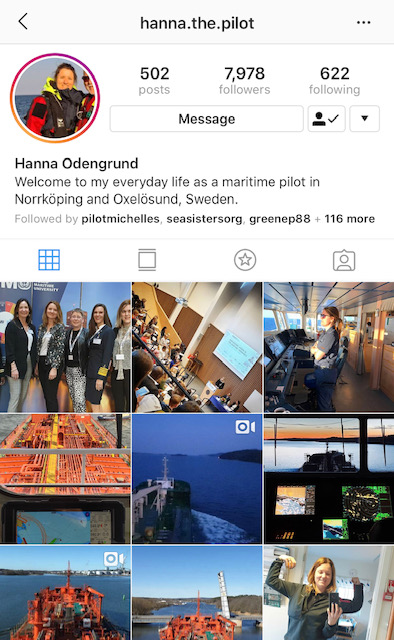 hanna.the.pilot
502 7,978 622
posts followers following
Message
Hanna Odengrund
Welcome to my everyday life as a maritime pilot in
Norrköping and Oxelösund, Sweden.
Followed by pilotmichelles, seasistersorg, greenep88 + 116 more
MARITIME
UNIVERSITY